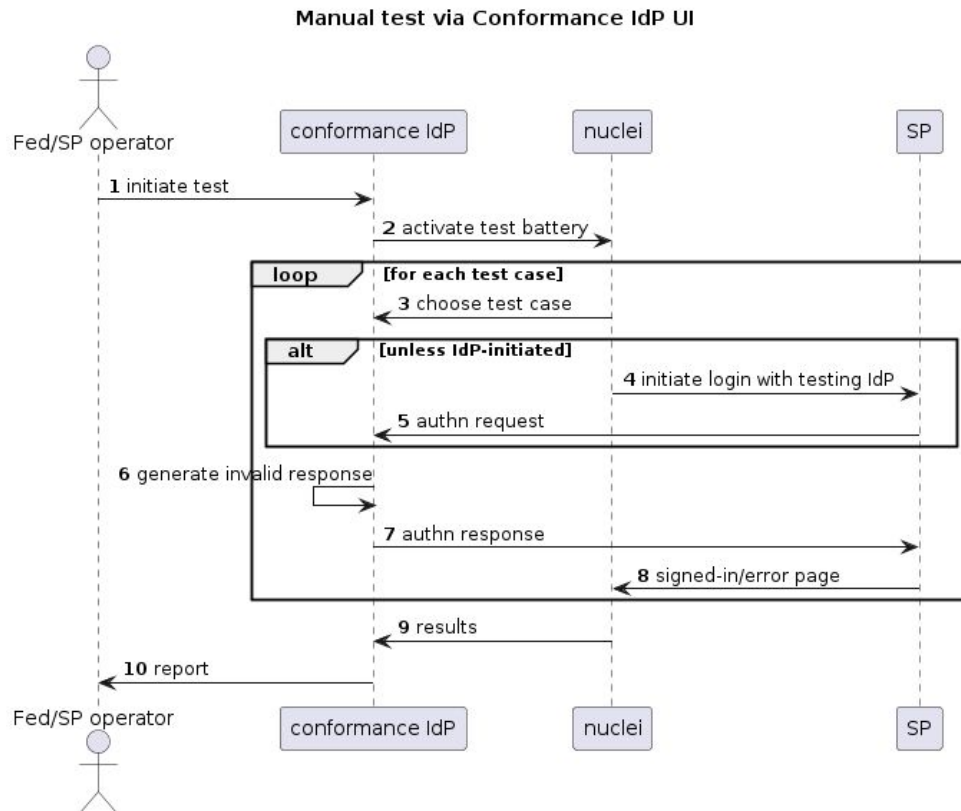 Manual test via Conformance IdP UI
Fed/SP operator
conformance IdP
nuclei
SP
1 initiate test
2 activate test battery
loop
[for each test case]
3 choose test case
alt
[unless IdP-initiated]
4 initiate login with testing IdP
5 authn request
6 generate invalid response
7 authn response
8 signed-in/error page
9 results
10 report
Fed/SP operator
conformance IdP
nuclei
SP